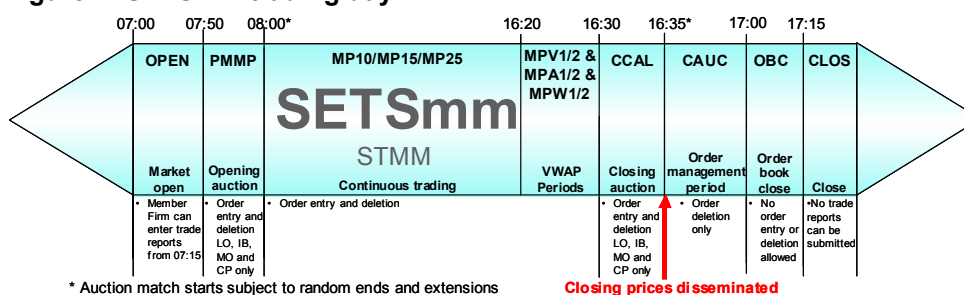 07:00 07:50 08:00* 16:20 16:30 16:35* 17:00 17:15
OPEN
PMMP
MP10/MP15/MP25
MPV1/2 &
MPA1/2 &
MPW1/2
CCAL
CAUC
OBC
CLOS
SETSmm
STMM
Market
open
Opening
auction
Continuous trading
VWAP
Periods
Closing
auction
Order
management
period
Order
book
close
Close
• Member
Firm can
enter trade
reports
from 07:15
• Order
entry and
deletion
LO, IB,
MO and
CP only
• Order entry and deletion
• Order
entry and
deletion
LO, IB,
MO and
CP only
• Order
deletion
only
• No
order
entry or
deletion
allowed
•No trade
reports
can be
submitted
* Auction match starts subject to random ends and extensions
Closing prices disseminated